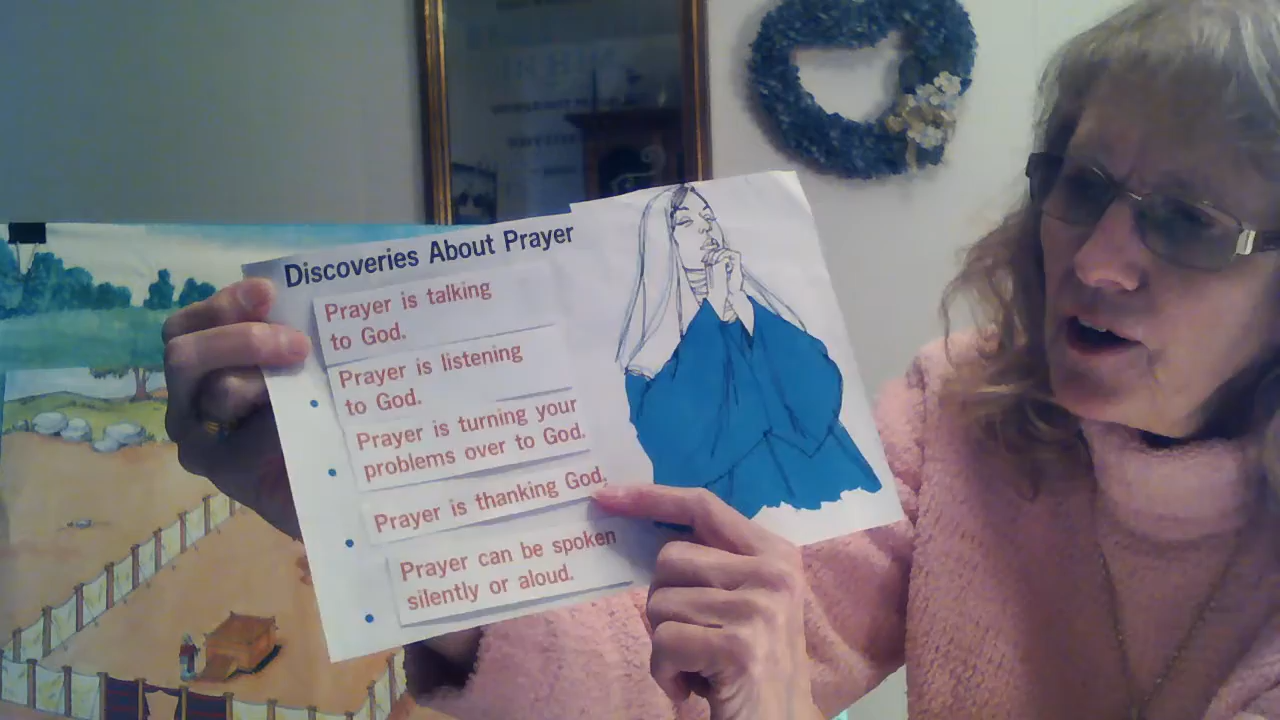 Discoveries About Prayer
Prayer is talking
to God.
Prayer is listening
to God.
Prayer is turning your
problems over to God.
Prayer is thanking God.
Prayer can be spoken
silently or aloud.